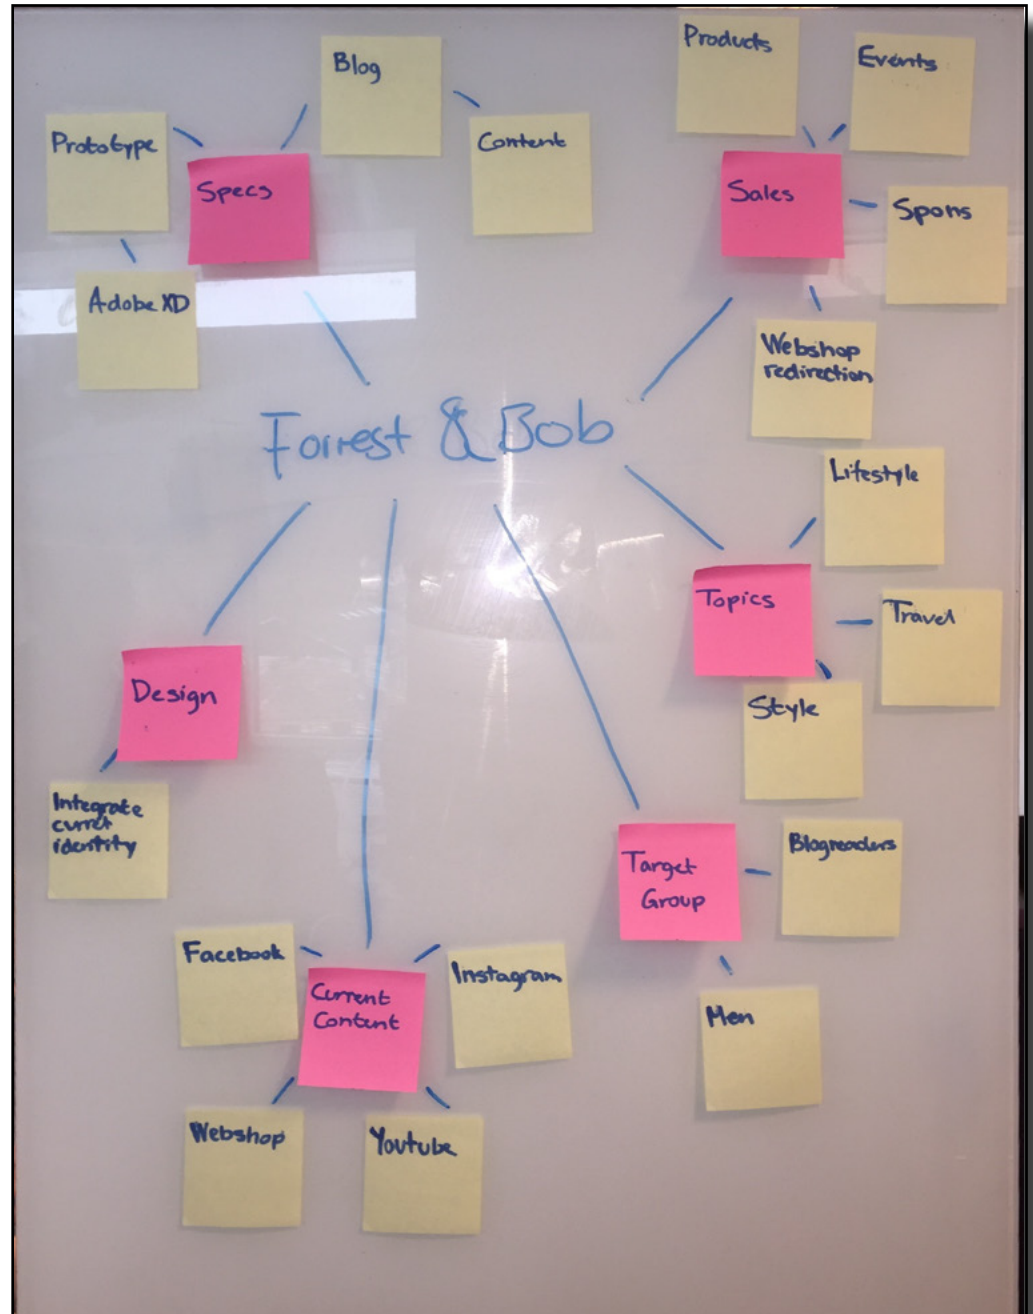 Products
Events
Blog
Content
Prototype
Specs
Sales
Spons
Adobe XD
Webshop
redirection
Forrest & Bob
Lifestyle
Topics
Travel
Design
Style
Integrate
curret
identity
Target
Group
Blogreaders
Facebook
Current
Content
Instagram
Men
Webshop
Youtube